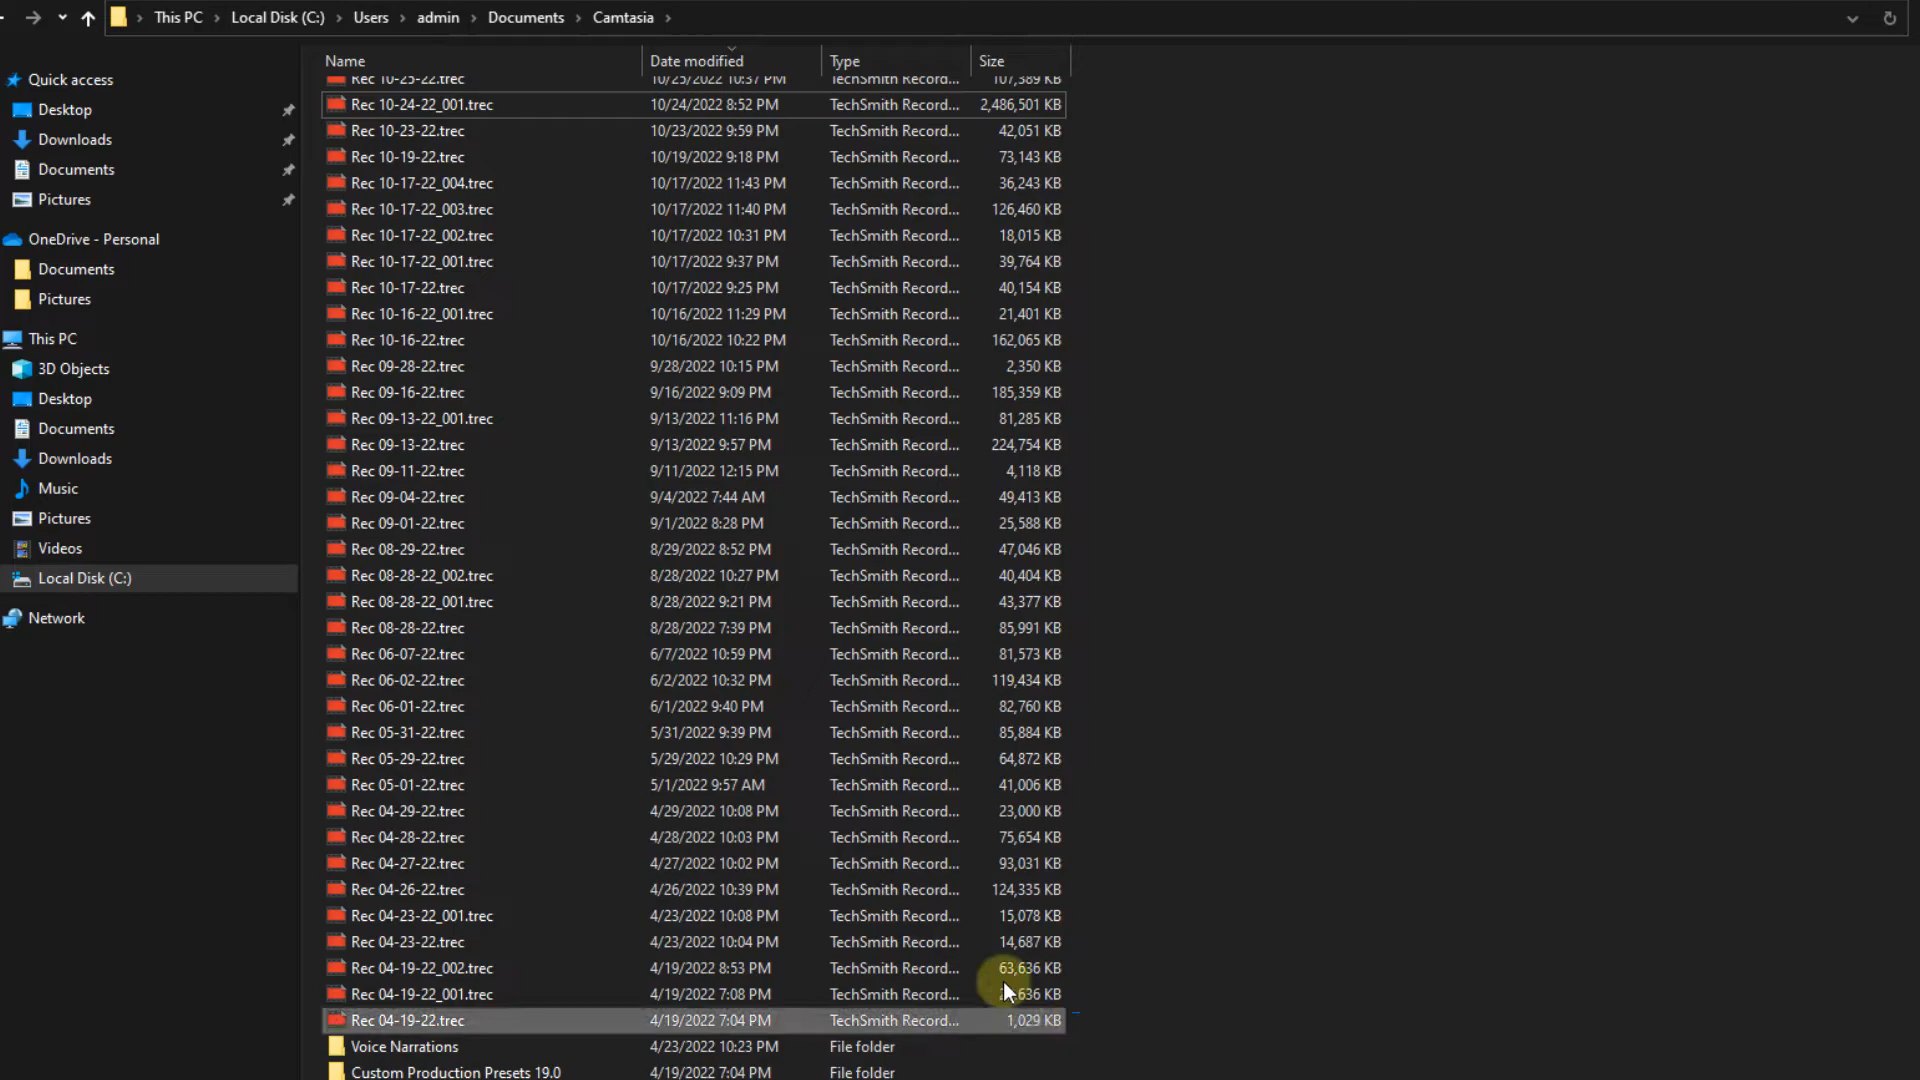 This PC > Local Disk (C:) > Users > admin > Documents > Camtasia >
Name Date modified Type Size
Quick access
Desktop
Downloads
Documents
Pictures
OneDrive - Personal
Documents
Pictures
This PC
3D Objects
Desktop
Documents
Downloads
Music
Pictures
Videos
Local Disk (C:)
Network
Rec 10-25-22.trec 10/25/2022 10:37 PM TechSmith Record... 107,389 KB
Rec 10-24-22_001.trec 10/24/2022 8:52 PM TechSmith Record... 2,486,501 KB
Rec 10-23-22.trec 10/23/2022 9:59 PM TechSmith Record... 42,051 KB
Rec 10-19-22.trec 10/19/2022 9:18 PM TechSmith Record... 73,143 KB
Rec 10-17-22_004.trec 10/17/2022 11:43 PM TechSmith Record... 36,243 KB
Rec 10-17-22_003.trec 10/17/2022 11:40 PM TechSmith Record... 126,460 KB
Rec 10-17-22_002.trec 10/17/2022 10:31 PM TechSmith Record... 18,015 KB
Rec 10-17-22_001.trec 10/17/2022 9:37 PM TechSmith Record... 39,764 KB
Rec 10-17-22.trec 10/17/2022 9:25 PM TechSmith Record... 40,154 KB
Rec 10-16-22_001.trec 10/16/2022 11:29 PM TechSmith Record... 21,401 KB
Rec 10-16-22.trec 10/16/2022 10:22 PM TechSmith Record... 162,065 KB
Rec 09-28-22.trec 9/28/2022 10:15 PM TechSmith Record... 2,350 KB
Rec 09-16-22.trec 9/16/2022 9:09 PM TechSmith Record... 185,359 KB
Rec 09-13-22_001.trec 9/13/2022 11:16 PM TechSmith Record... 81,285 KB
Rec 09-13-22.trec 9/13/2022 9:57 PM TechSmith Record... 224,754 KB
Rec 09-11-22.trec 9/11/2022 12:15 PM TechSmith Record... 4,118 KB
Rec 09-04-22.trec 9/4/2022 7:44 AM TechSmith Record... 49,413 KB
Rec 09-01-22.trec 9/1/2022 8:28 PM TechSmith Record... 25,588 KB
Rec 08-29-22.trec 8/29/2022 8:52 PM TechSmith Record... 47,046 KB
Rec 08-28-22_002.trec 8/28/2022 10:27 PM TechSmith Record... 40,404 KB
Rec 08-28-22_001.trec 8/28/2022 9:21 PM TechSmith Record... 43,377 KB
Rec 08-28-22.trec 8/28/2022 7:39 PM TechSmith Record... 85,991 KB
Rec 06-07-22.trec 6/7/2022 10:59 PM TechSmith Record... 81,573 KB
Rec 06-02-22.trec 6/2/2022 10:32 PM TechSmith Record... 119,434 KB
Rec 06-01-22.trec 6/1/2022 9:40 PM TechSmith Record... 82,760 KB
Rec 05-31-22.trec 5/31/2022 9:39 PM TechSmith Record... 85,884 KB
Rec 05-29-22.trec 5/29/2022 10:29 PM TechSmith Record... 64,872 KB
Rec 05-01-22.trec 5/1/2022 9:57 AM TechSmith Record... 41,006 KB
Rec 04-29-22.trec 4/29/2022 10:08 PM TechSmith Record... 23,000 KB
Rec 04-28-22.trec 4/28/2022 10:03 PM TechSmith Record... 75,654 KB
Rec 04-27-22.trec 4/27/2022 10:02 PM TechSmith Record... 93,031 KB
Rec 04-26-22.trec 4/26/2022 10:39 PM TechSmith Record... 124,335 KB
Rec 04-23-22_001.trec 4/23/2022 10:08 PM TechSmith Record... 15,078 KB
Rec 04-23-22.trec 4/23/2022 10:04 PM TechSmith Record... 14,687 KB
Rec 04-19-22_002.trec 4/19/2022 8:53 PM TechSmith Record... 63,636 KB
Rec 04-19-22_001.trec 4/19/2022 7:08 PM TechSmith Record... KB
Rec 04-19-22.trec 4/19/2022 7:04 PM TechSmith Record... 1,029 KB
Voice Narrations 4/23/2022 10:23 PM File folder
Custom Production Presets 19.0 4/19/2022 7:04 PM File folder